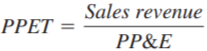 PPET = Sales revenue / PP&E